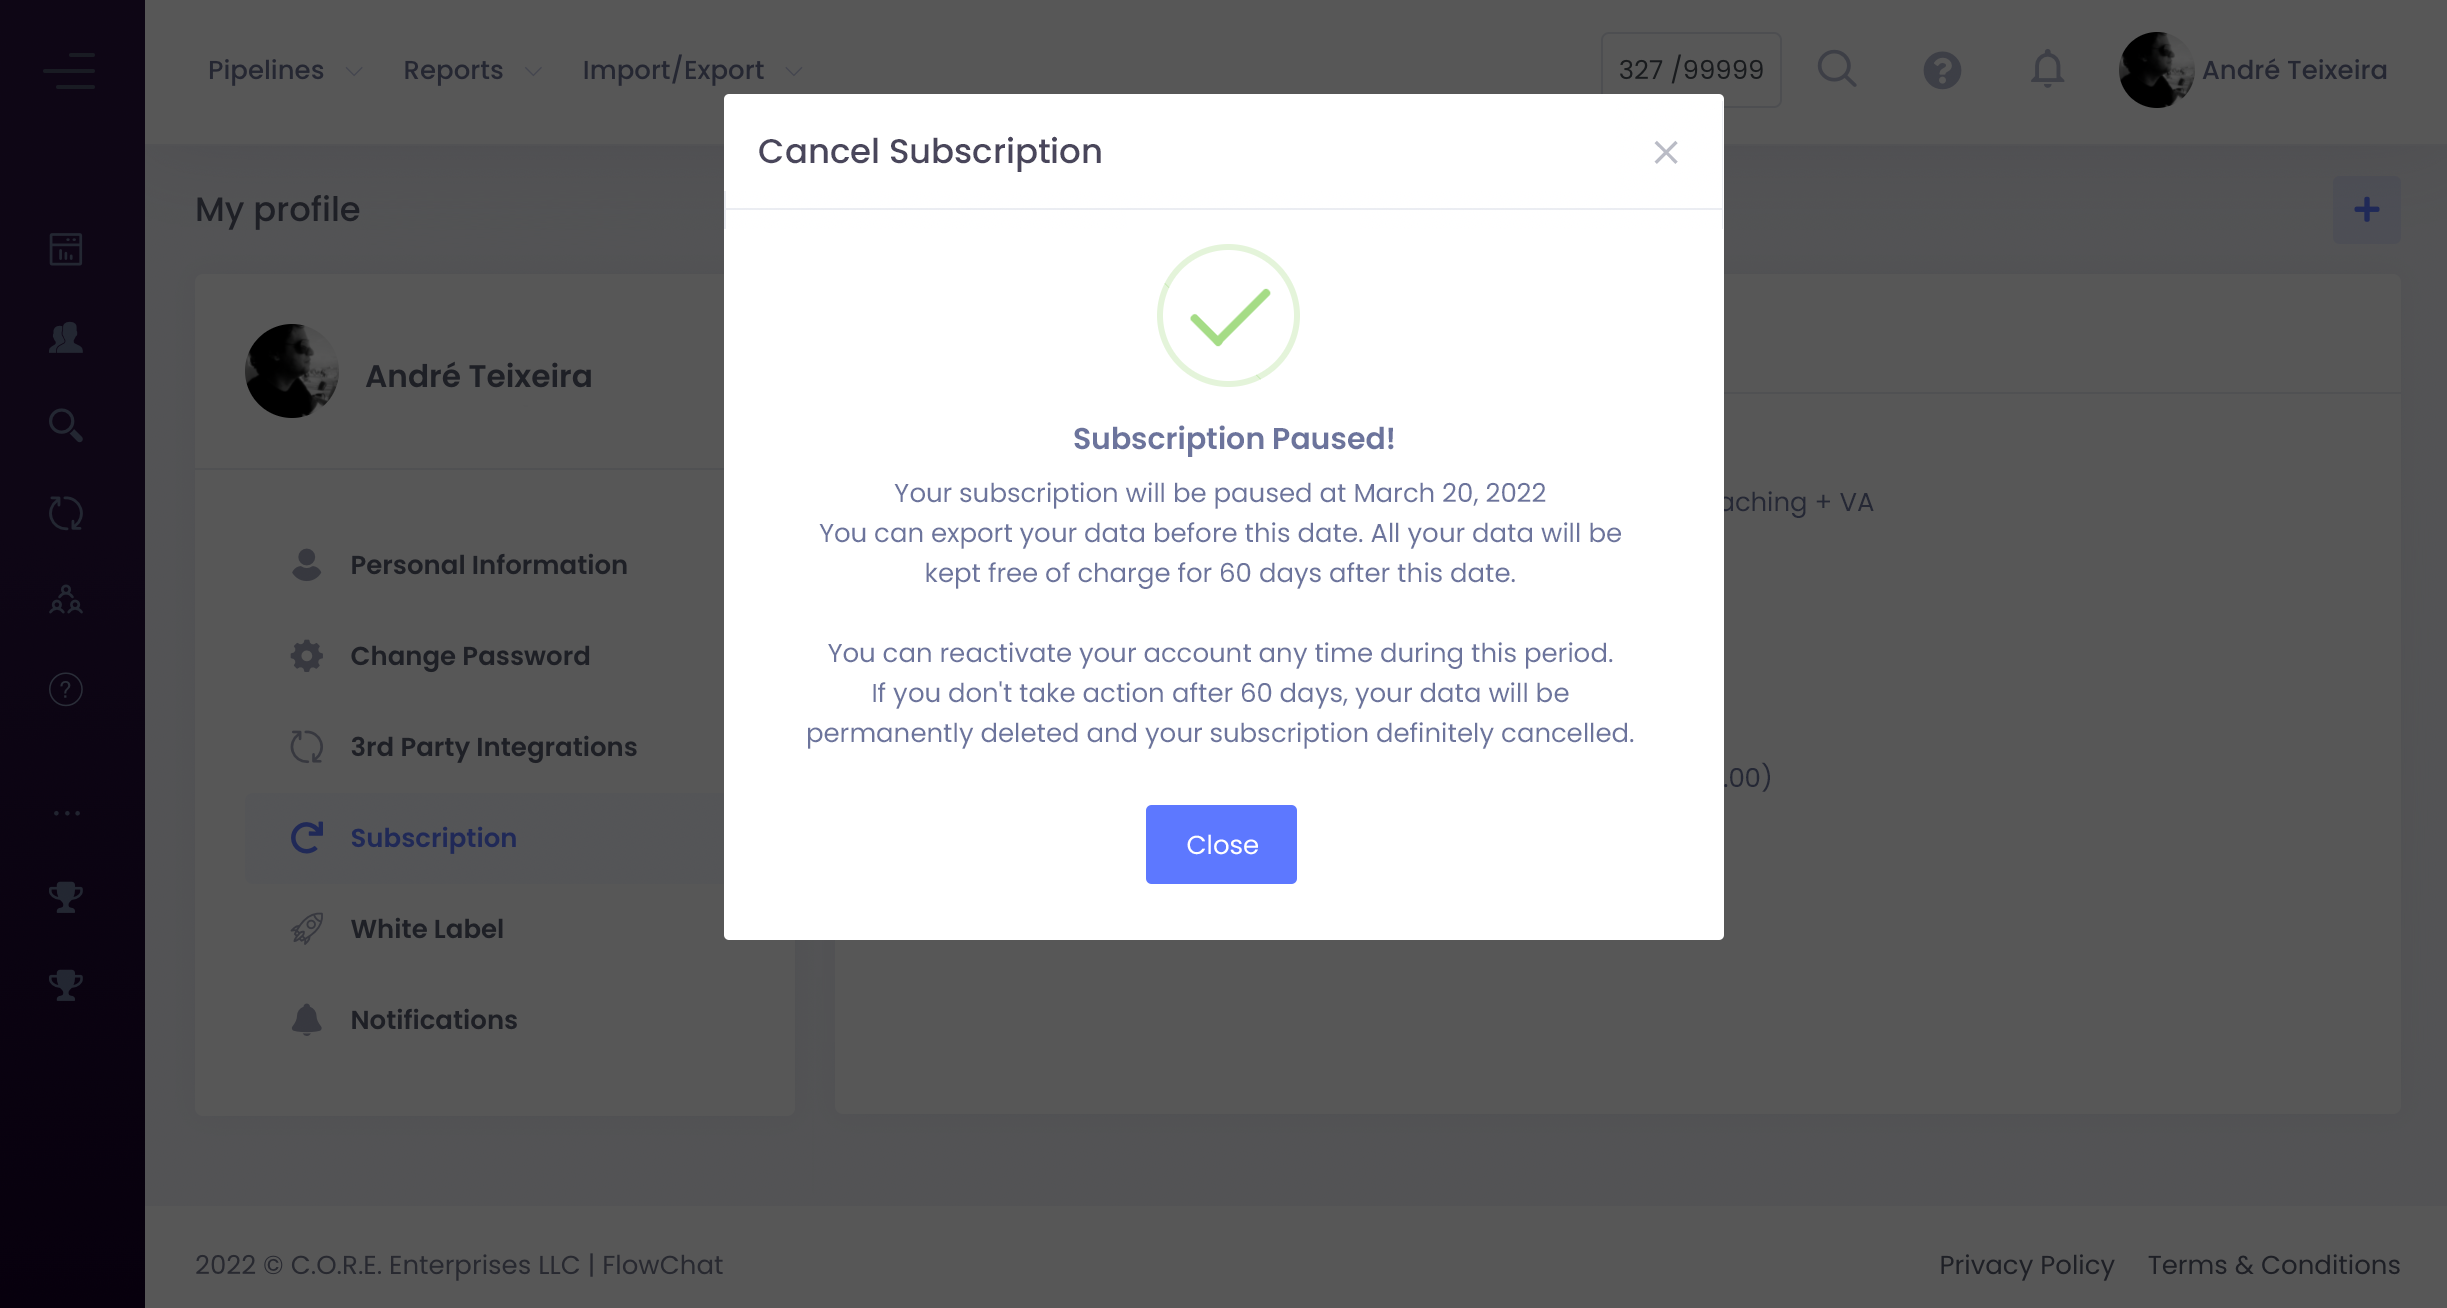 Pipelines
Reports
Import/Export
327 /99999
André Teixeira
Cancel Subscription
My profile
André Teixeira
Subscription Paused!
Your subscription will be paused at March 20, 2022
You can export your data before this date. All your data will be
kept free of charge for 60 days after this date.
You can reactivate your account any time during this period.
If you don't take action after 60 days, your data will be
permanently deleted and your subscription definitely cancelled.
Close
Personal Information
Change Password
3rd Party Integrations
Subscription
White Label
Notifications
+ VA
.00)
2022 © C.O.R.E. Enterprises LLC | FlowChat
Privacy Policy
Terms & Conditions